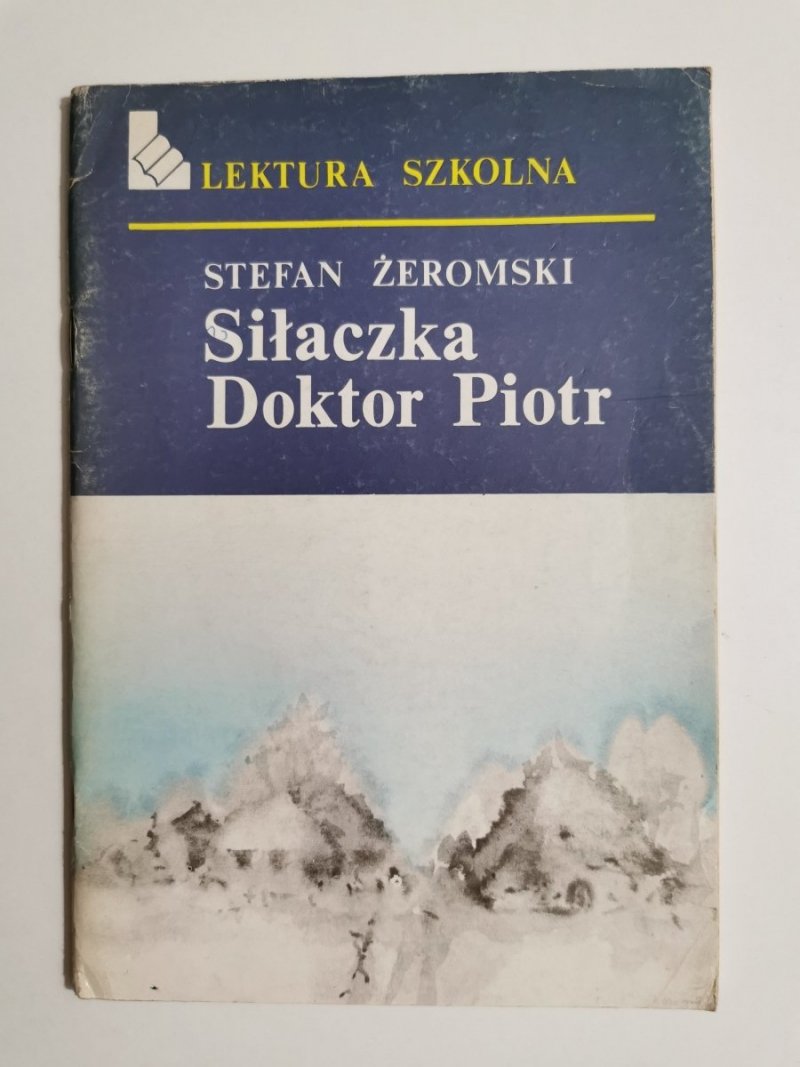 LEKTURA SZKOLNA
STEFAN ŻEROMSKI
Siłaczka
Doktor Piotr